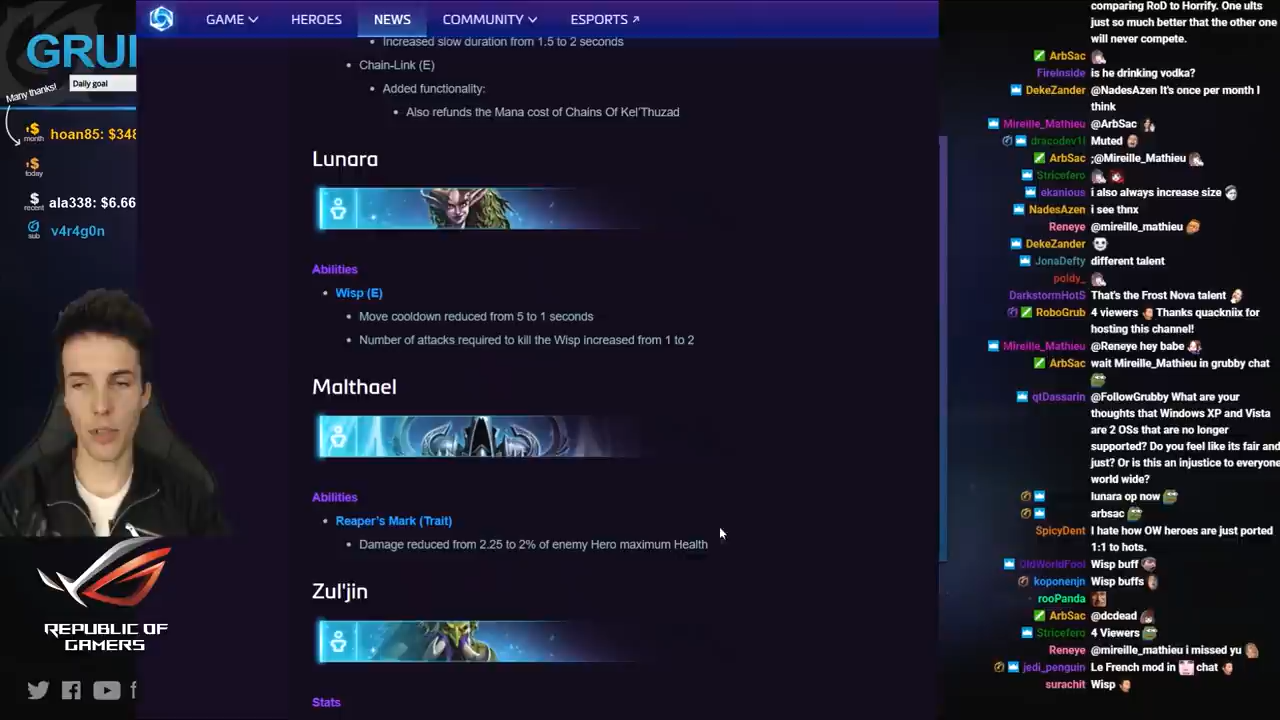 GAME
HEROES
NEWS
COMMUNITY
ESPORTS
GRU
Daily goal
Many thanks!
month
hoan85: $348
today
recent
ala338: $6.66
sub
v4r4g0n
Increased slow duration from 1.5 to 2 seconds
Chain-Link (E)
Added functionality:
Also refunds the Mana cost of Chains Of Kel'Thuzad
Lunara
Abilities
Wisp (E)
Move cooldown reduced from 5 to 1 seconds
Number of attacks required to kill the Wisp increased from 1 to 2
Malthael
Abilities
Reaper's Mark (Trait)
Damage reduced from 2.25 to 2% of enemy Hero maximum Health
Zul'jin
Stats
REPUBLIC OF
GAMERS
comparing RoD to Horrify. One ults
just so much better that the other one
will never compete.
ArbSac
FireInside is he drinking vodka?
DekeZander @NadesAzen It's once per month I
think
Mireille_Mathieu @ArbSac
dracodev1l Muted
ArbSac ;@Mireille_Mathieu
Stricefero
ekanious i also always increase size
NadesAzen i see thnx
Reneye @mireille_mathieu
DekeZander
JonaDefty different talent
poldy_
DarkstormHotS That's the Frost Nova talent
RoboGrub 4 viewers Thanks quackniix for
hosting this channel!
Mireille_Mathieu @Reneye hey babe
ArbSac wait Mireille_Mathieu in grubby chat
qtDassarin @FollowGrubby What are your
thoughts that Windows XP and Vista
are 2 OSs that are no longer
supported? Do you feel like its fair and
just? Or is this an injustice to everyone
world wide?
lunara op now
arbsac
SpicyDent I hate how OW heroes are just ported
1:1 to hots.
OldWorldFool Wisp buff
koponenjn Wisp buffs
rooPanda
ArbSac @dcdead
Stricefero 4 Viewers
Reneye @mireille_mathieu i missed yu
jedi_penguin Le French mod in chat
surachit Wisp